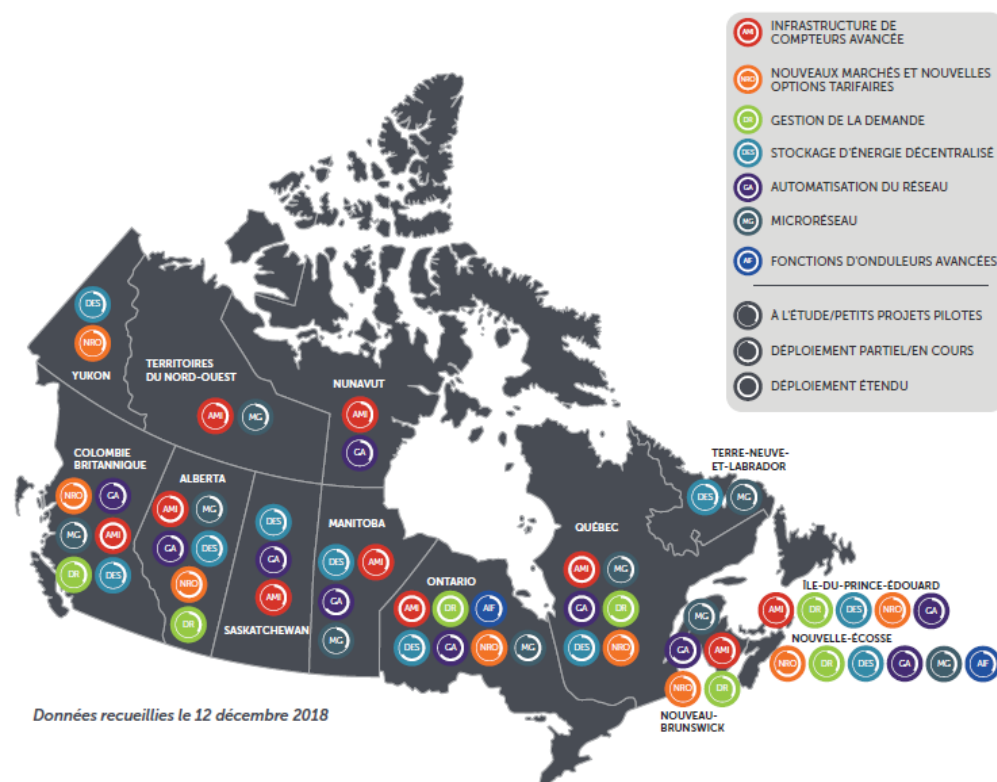 AMI INFRASTRUCTURE DE
COMPTEURS AVANCÉE
NRO NOUVEAUX MARCHÉS ET NOUVELLES
OPTIONS TARIFAIRES
DR GESTION DE LA DEMANDE
DES STOCKAGE D'ÉNERGIE DÉCENTRALISÉ
GA AUTOMATISATION DU RÉSEAU
MG MICRORÉSEAU
AIF FONCTIONS D'ONDULEURS AVANCÉES
À L'ÉTUDE/PETITS PROJETS PILOTES
DÉPLOIEMENT PARTIEL/EN COURS
DÉPLOIEMENT ÉTENDU
DES
NRO
YUKON
TERRITOIRES
DU NORD-OUEST
AMI MG
NUNAVUT
AMI
GA
COLOMBIE
BRITANNIQUE
NRO GA
MG AMI
DR DES
ALBERTA
AMI MG
GA DES
NRO
DR
DES
GA
AMI
SASKATCHEWAN
MANITOBA
DES AMI
GA
MG
ONTARIO
AMI DR AIF
DES GA NRO MG
QUÉBEC
AMI MG
GA DR
DES NRO
TERRE-NEUVE-
ET-LABRADOR
DES MG
ÎLE-DU-PRINCE-ÉDOUARD
AMI DR DES NRO GA
NOUVELLE-ÉCOSSE
NRO DR DES GA MG AIF
MG
GA AMI
NRO DR
NOUVEAU-
BRUNSWICK
Données recueillies le 12 décembre 2018